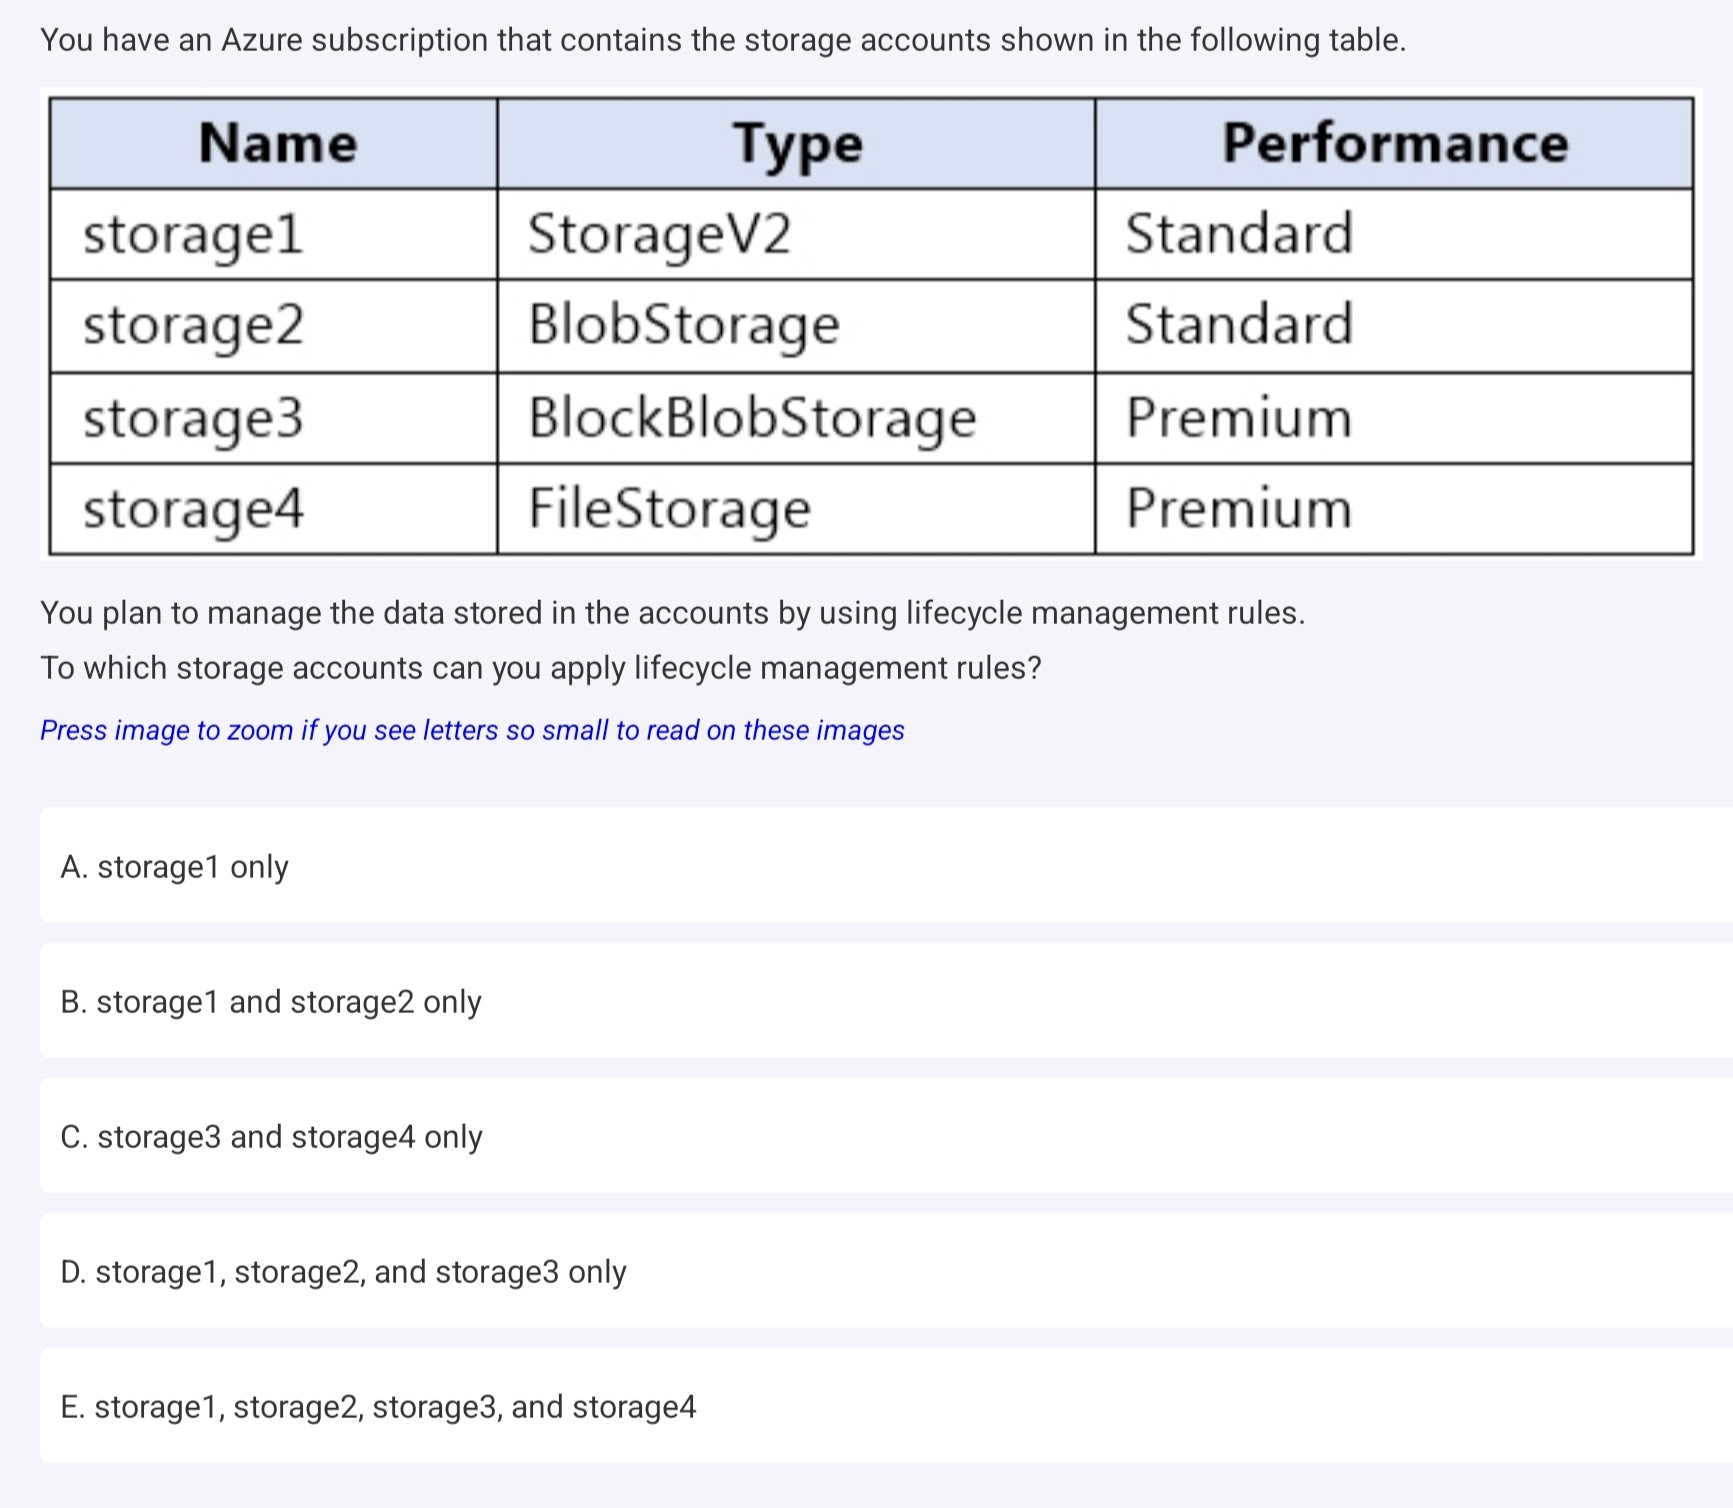 You have an Azure subscription that contains the storage accounts shown in the following table.
Name Type Performance
storage1 StorageV2 Standard
storage2 BlobStorage Standard
storage3 BlockBlobStorage Premium
storage4 FileStorage Premium
You plan to manage the data stored in the accounts by using lifecycle management rules.
To which storage accounts can you apply lifecycle management rules?
Press image to zoom if you see letters so small to read on these images
A. storage1 only
B. storage1 and storage2 only
C. storage3 and storage4 only
D. storage1, storage2, and storage3 only
E. storage1, storage2, storage3, and storage4